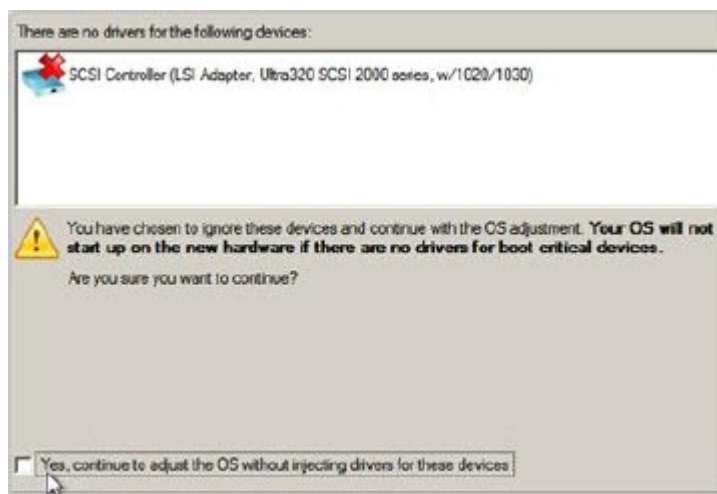 There are no drivers for the following devices:
SCSI Controller (LSI Adapter, Ultra320 SCSI 2000 series, w/1020/1030)
You have chosen to ignore these devices and continue with the OS adjustment. Your OS will not
start up on the new hardware if there are no drivers for boot critical devices.
Are you sure you want to continue?
Yes, continue to adjust the OS without injecting drivers for these devices